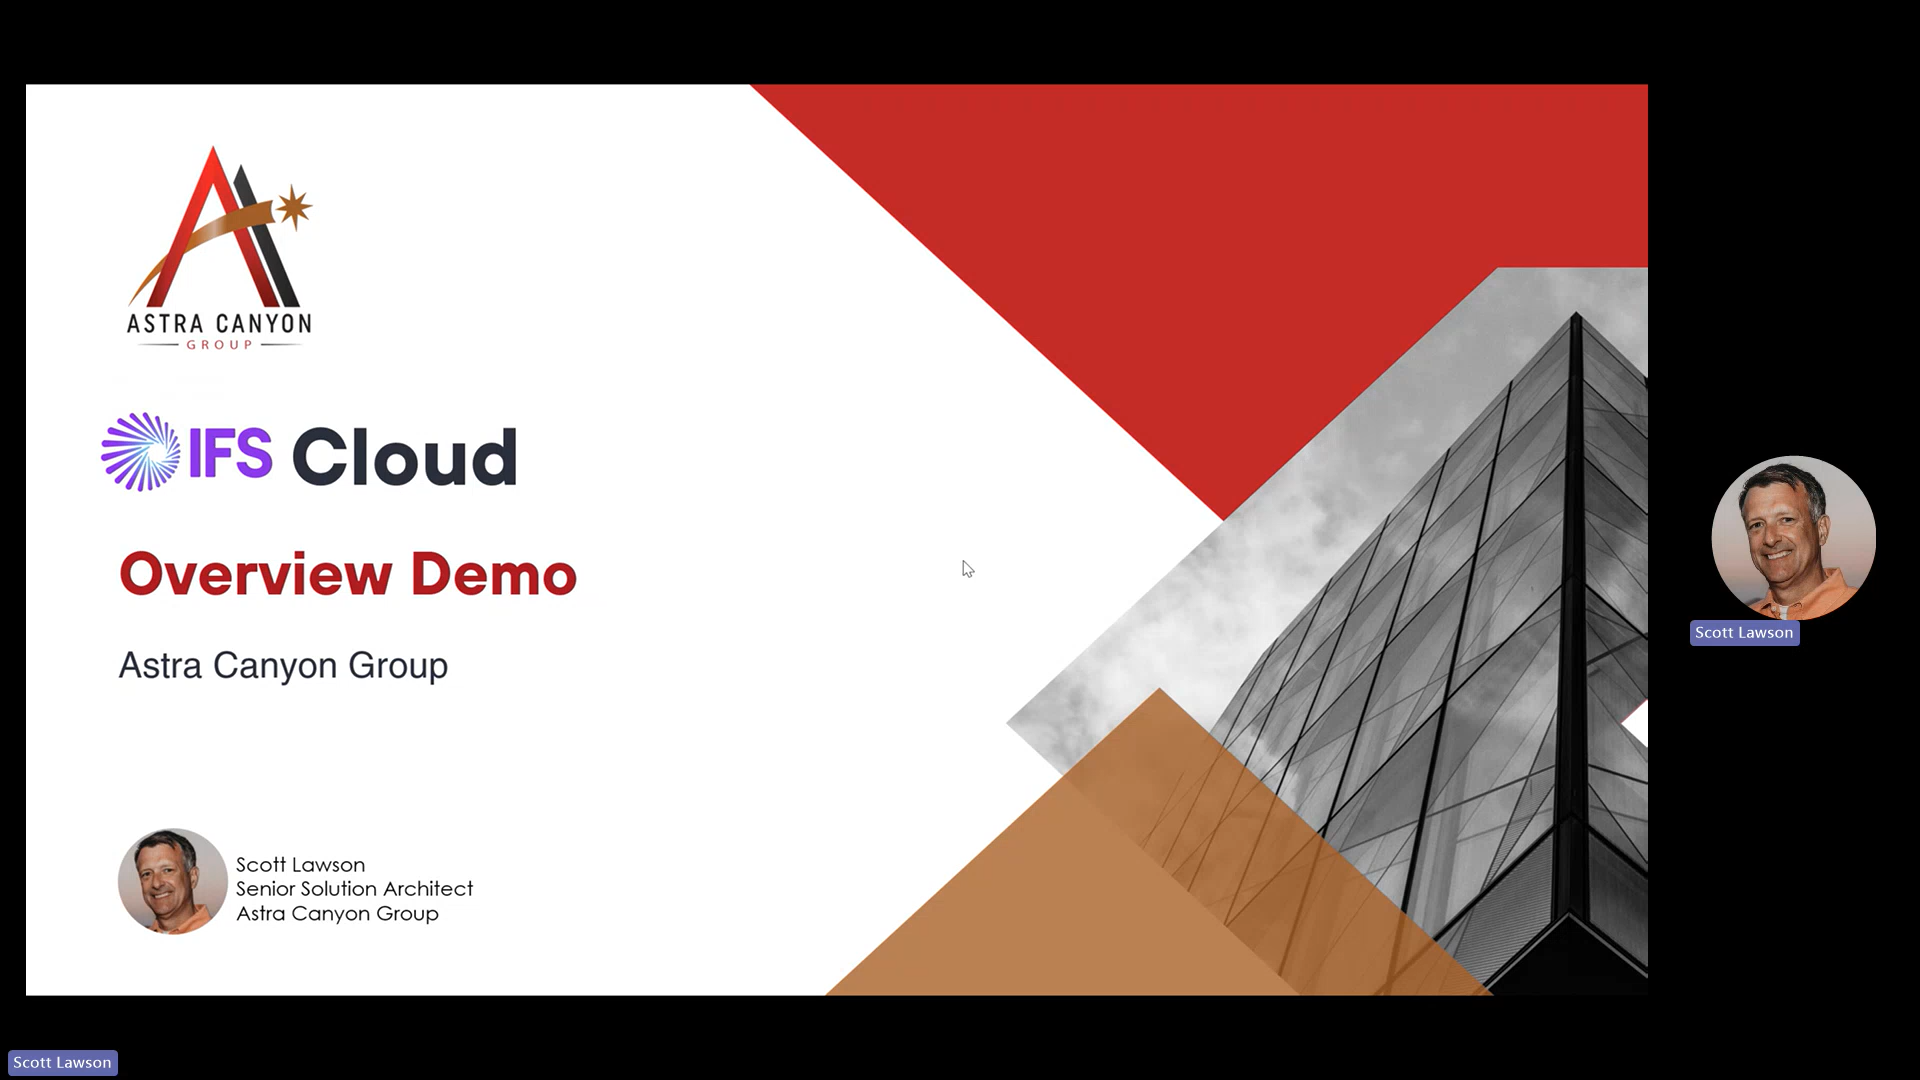 ASTRA CANYON
GROUP
IFS Cloud
Overview Demo
Astra Canyon Group
Scott Lawson
Senior Solution Architect
Astra Canyon Group
Scott Lawson
Scott Lawson